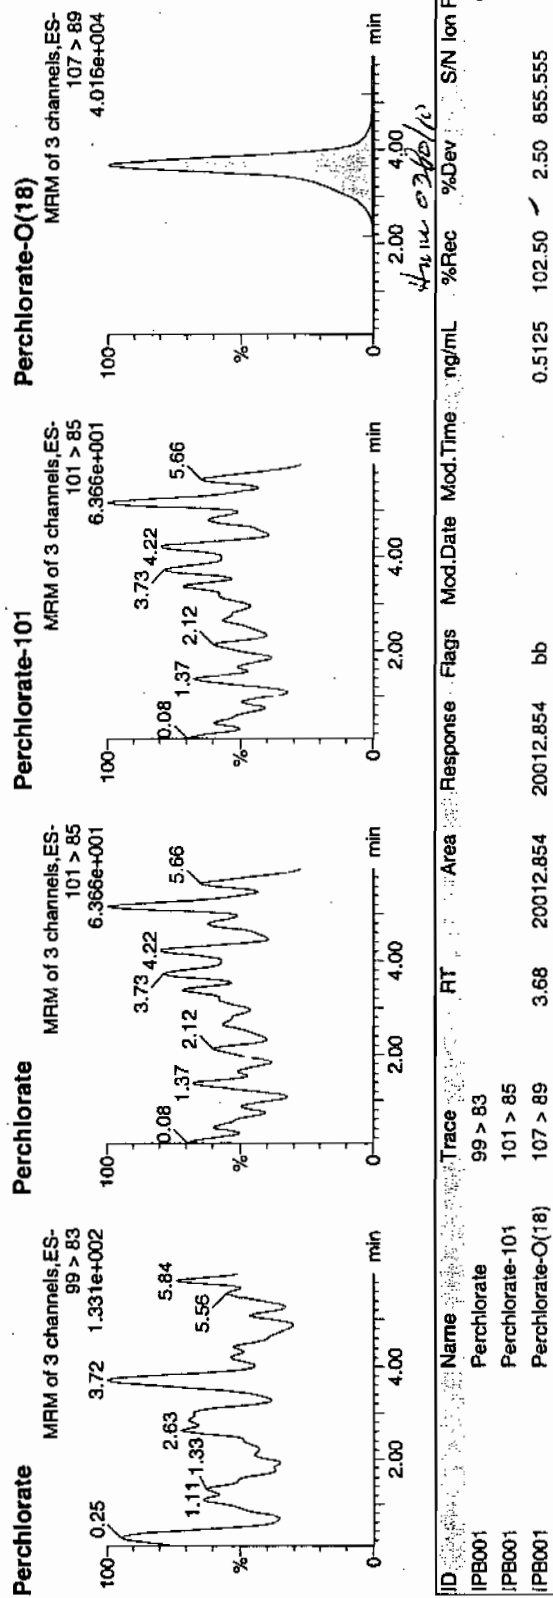 Perchlorate
MRM of 3 channels,ES-
99 > 83
1.331e+002
100
%
0
0.25
1.11
1.33
2.63
3.72
5.56
5.84
2.00
4.00
min
Perchlorate
MRM of 3 channels,ES-
101 > 85
6.366e+001
100
%
0
0.08
1.37
2.12
3.73
4.22
5.66
2.00
4.00
min
Perchlorate-101
MRM of 3 channels,ES-
101 > 85
6.366e+001
100
%
0
0.08
1.37
2.12
3.73
4.22
5.66
2.00
4.00
min
Perchlorate-O(18)
MRM of 3 channels,ES-
107 > 89
4.016e+004
100
%
0
2.00
4.00
min
ID Name Trace RT Area Response Flags Mod.Date Mod.Time ng/mL %Rec %Dev S/N Ion
IPB001 Perchlorate 99 > 83
IPB001 Perchlorate-101 101 > 85
IPB001 Perchlorate-O(18) 107 > 89 3.68 20012.854 20012.854 bb 0.5125 102.50 2.50 855.555